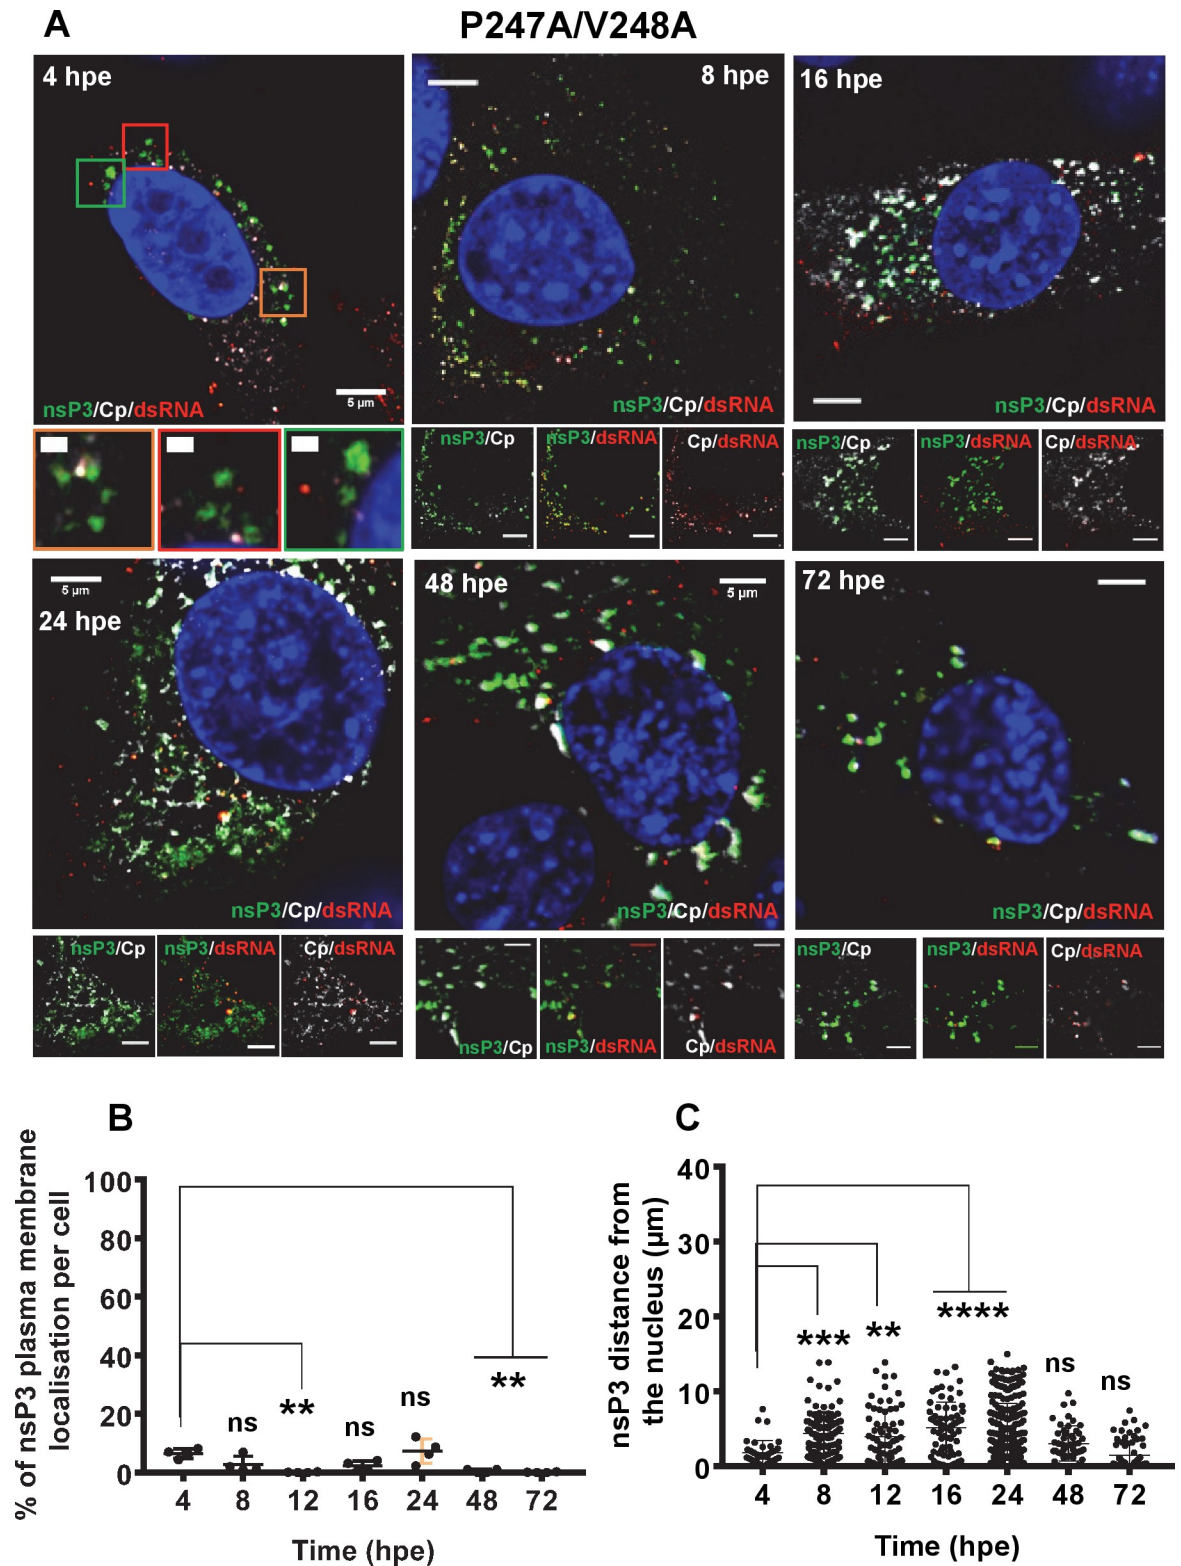 A
P247A/V248A
4 hpe
8 hpe
16 hpe
5 µm
nsP3/Cp/dsRNA
nsP3/Cp/dsRNA
nsP3/Cp/dsRNA
nsP3/Cp
nsP3/dsRNA
Cp/dsRNA
nsP3/Cp
nsP3/dsRNA
Cp/dsRNA
5 µm
24 hpe
48 hpe
5 µm
72 hpe
nsP3/Cp/dsRNA
nsP3/Cp/dsRNA
nsP3/Cp/dsRNA
nsP3/Cp
nsP3/dsRNA
Cp/dsRNA
nsP3/Cp
nsP3/dsRNA
Cp/dsRNA
nsP3/Cp
nsP3/dsRNA
Cp/dsRNA
B
% of nsP3 plasma membrane
localisation per cell
100
80
60
40
20
0
ns
**
ns
ns
**
4 8 12 16 24 48 72
Time (hpe)
C
nsP3 distance from
the nucleus (µm)
40
30
20
10
0
***
**
****
ns
ns
4 8 12 16 24 48 72
Time (hpe)